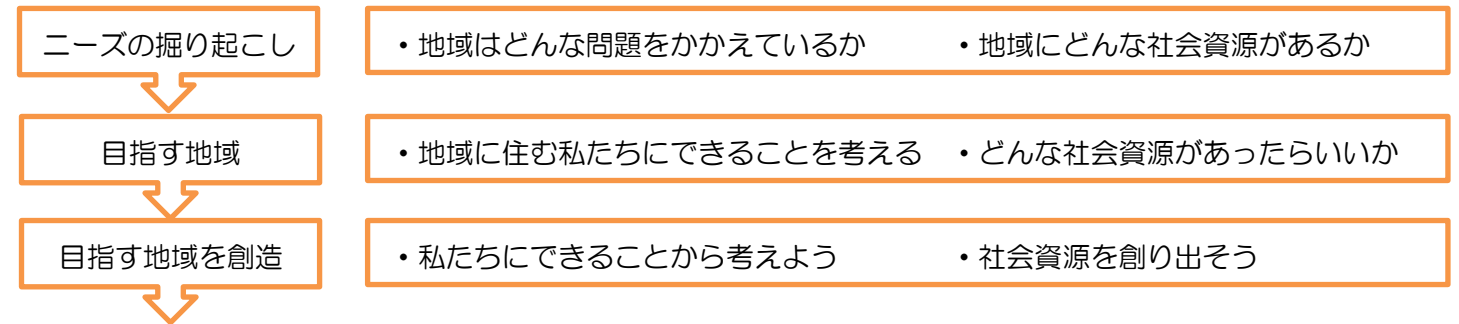 ニーズの掘り起こし
・地域はどんな問題をかかえているか ・地域にどんな社会資源があるか
目指す地域
・地域に住む私たちにできることを考える ・どんな社会資源があったらいいか
目指す地域を創造
・私たちにできることから考えよう ・社会資源を創り出そう